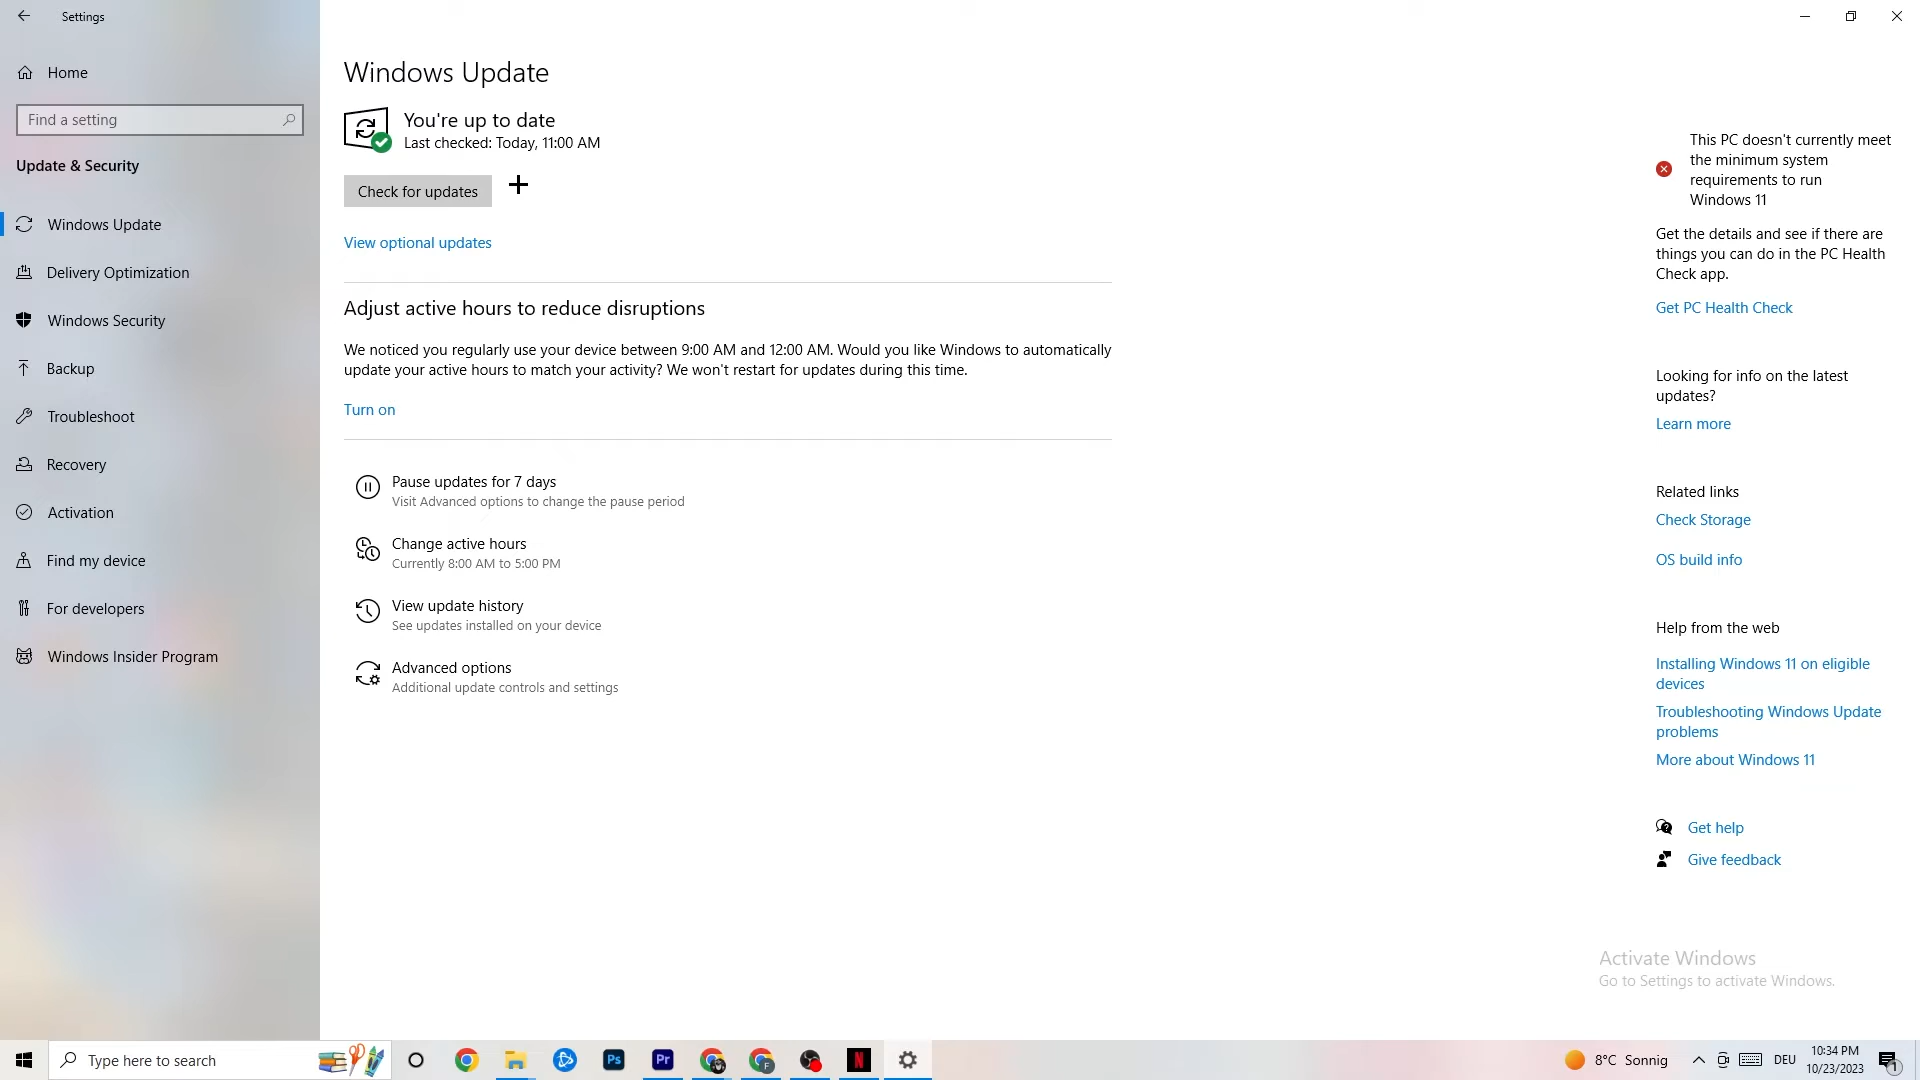 Settings
Home
Find a setting
Update & Security
Windows Update
Delivery Optimization
Windows Security
Backup
Troubleshoot
Recovery
Activation
Find my device
For developers
Windows Insider Program
Windows Update
You're up to date
Last checked: Today, 11:00 AM
Check for updates
View optional updates
Adjust active hours to reduce disruptions
We noticed you regularly use your device between 9:00 AM and 12:00 AM. Would you like Windows to automatically
update your active hours to match your activity? We won't restart for updates during this time.
Turn on
Pause updates for 7 days
Visit Advanced options to change the pause period
Change active hours
Currently 8:00 AM to 5:00 PM
View update history
See updates installed on your device
Advanced options
Additional update controls and settings
This PC doesn't currently meet
the minimum system
requirements to run
Windows 11
Get the details and see if there are
things you can do in the PC Health
Check app.
Get PC Health Check
Looking for info on the latest
updates?
Learn more
Related links
Check Storage
OS build info
Help from the web
Installing Windows 11 on eligible
devices
Troubleshooting Windows Update
problems
More about Windows 11
Get help
Give feedback
Activate Windows
Go to Settings to activate Windows.
Type here to search
Ps
Pr
F
N
8°C Sonnig
DEU
10:34 PM
10/23/2023
1